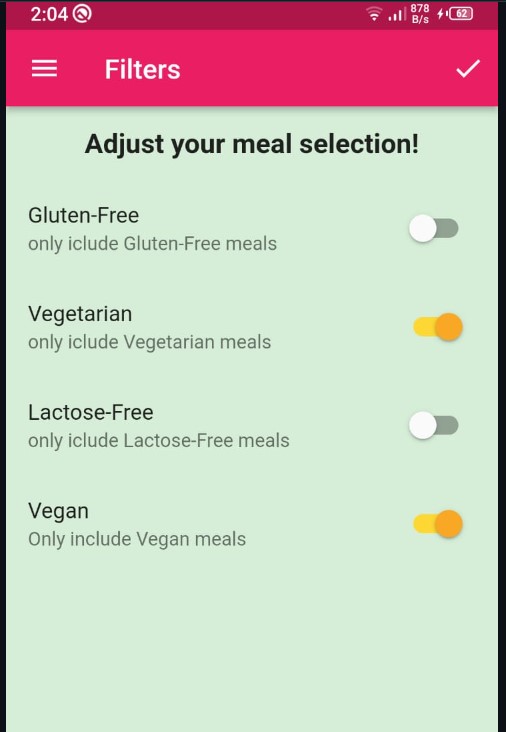 2:04
878
B/s
62
Filters
Adjust your meal selection!
Gluten-Free
only iclude Gluten-Free meals
Vegetarian
only iclude Vegetarian meals
Lactose-Free
only iclude Lactose-Free meals
Vegan
Only include Vegan meals